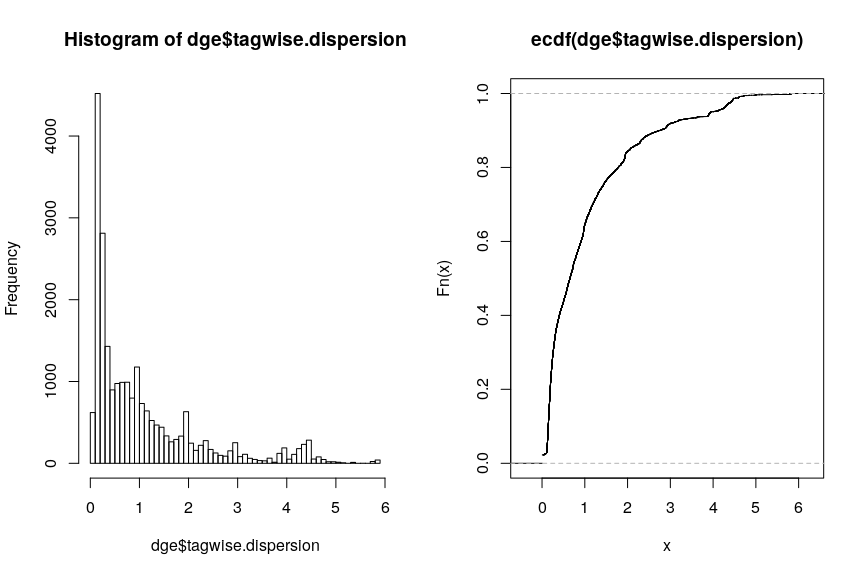 Histogram of dge$tagwise.dispersion
Frequency
4000
3000
2000
1000
0
0 1 2 3 4 5 6
dge$tagwise.dispersion
ecdf(dge$tagwise.dispersion)
Fn(x)
1.0
0.8
0.6
0.4
0.2
0.0
0 1 2 3 4 5 6
x